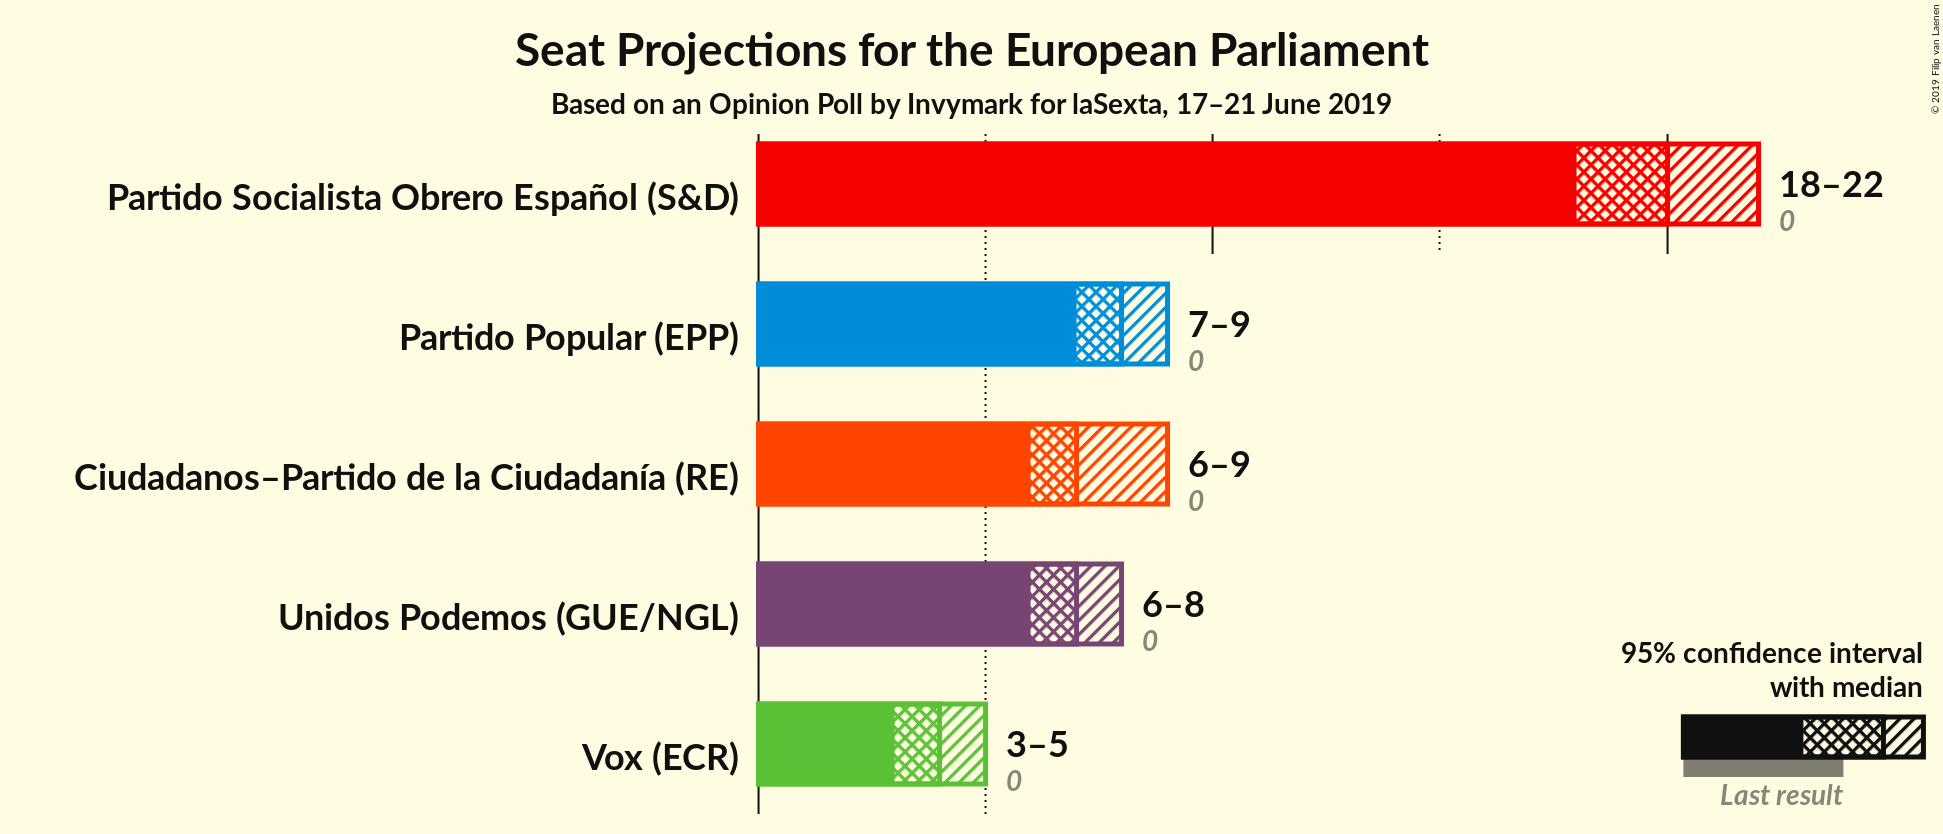 Seat Projections for the European Parliament
Based on an Opinion Poll by Invymark for laSexta, 17–21 June 2019
© 2019 Filip van Laenen
Partido Socialista Obrero Español (S&D)
18–22
0
Partido Popular (EPP)
7–9
0
Ciudadanos–Partido de la Ciudadanía (RE)
6–9
0
Unidos Podemos (GUE/NGL)
6–8
0
Vox (ECR)
3–5
0
95% confidence interval
with median
Last result